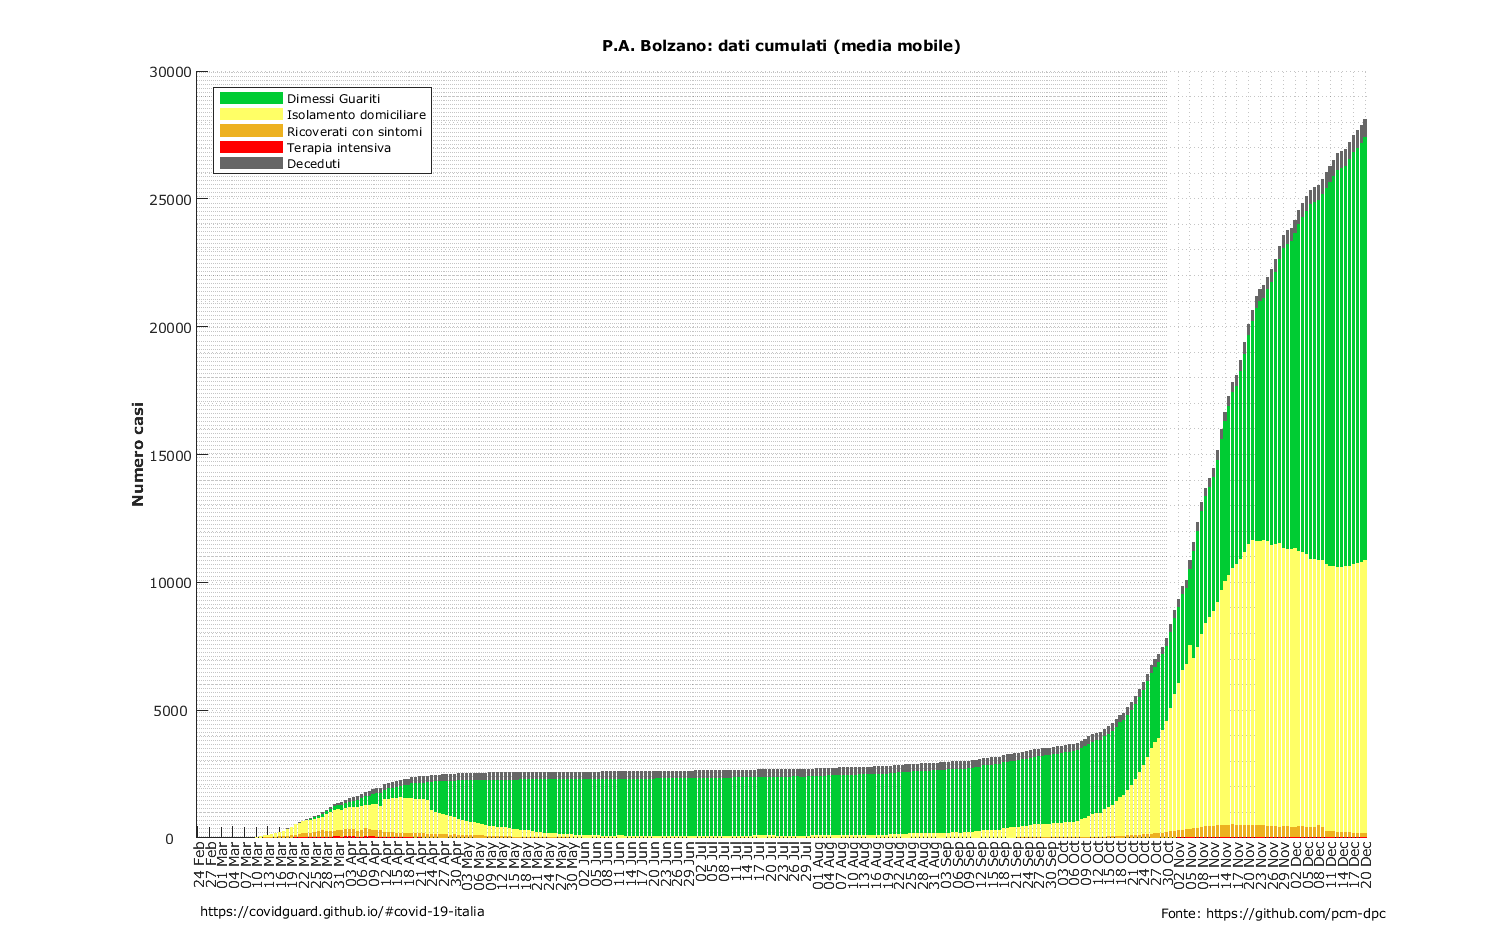 P.A. Bolzano: dati cumulati (media mobile)
30000
25000
20000
15000
10000
5000
0
Numero casi
Dimessi Guariti
Isolamento domiciliare
Ricoverati con sintomi
Terapia intensiva
Deceduti
24 Feb
27 Feb
01 Mar
04 Mar
07 Mar
10 Mar
13 Mar
16 Mar
19 Mar
22 Mar
25 Mar
28 Mar
31 Mar
03 Apr
06 Apr
09 Apr
12 Apr
15 Apr
18 Apr
21 Apr
24 Apr
27 Apr
30 Apr
03 May
06 May
09 May
12 May
15 May
18 May
21 May
24 May
27 May
30 May
02 Jun
05 Jun
08 Jun
11 Jun
14 Jun
17 Jun
20 Jun
23 Jun
26 Jun
29 Jun
02 Jul
05 Jul
08 Jul
11 Jul
14 Jul
17 Jul
20 Jul
23 Jul
26 Jul
29 Jul
01 Aug
04 Aug
07 Aug
10 Aug
13 Aug
16 Aug
19 Aug
22 Aug
25 Aug
28 Aug
31 Aug
03 Sep
06 Sep
09 Sep
12 Sep
15 Sep
18 Sep
21 Sep
24 Sep
27 Sep
30 Sep
03 Oct
06 Oct
09 Oct
12 Oct
15 Oct
18 Oct
21 Oct
24 Oct
27 Oct
30 Oct
02 Nov
05 Nov
08 Nov
11 Nov
14 Nov
17 Nov
20 Nov
23 Nov
26 Nov
29 Nov
02 Dec
05 Dec
08 Dec
11 Dec
14 Dec
17 Dec
20 Dec
https://covidguard.github.io/#covid-19-italia
Fonte: https://github.com/pcm-dpc